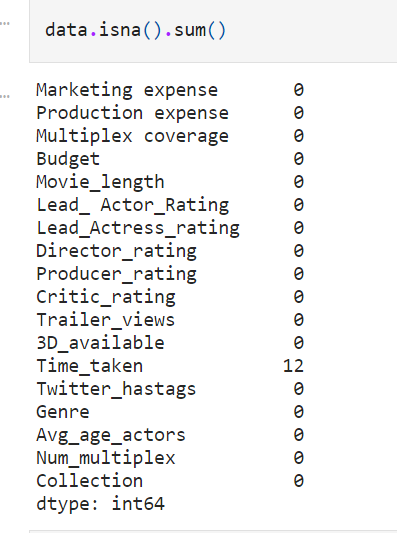 data.isna().sum()
Marketing expense 0
Production expense 0
Multiplex coverage 0
Budget 0
Movie_length 0
Lead_ Actor_Rating 0
Lead_Actress_rating 0
Director_rating 0
Producer_rating 0
Critic_rating 0
Trailer_views 0
3D_available 0
Time_taken 12
Twitter_hastags 0
Genre 0
Avg_age_actors 0
Num_multiplex 0
Collection 0
dtype: int64